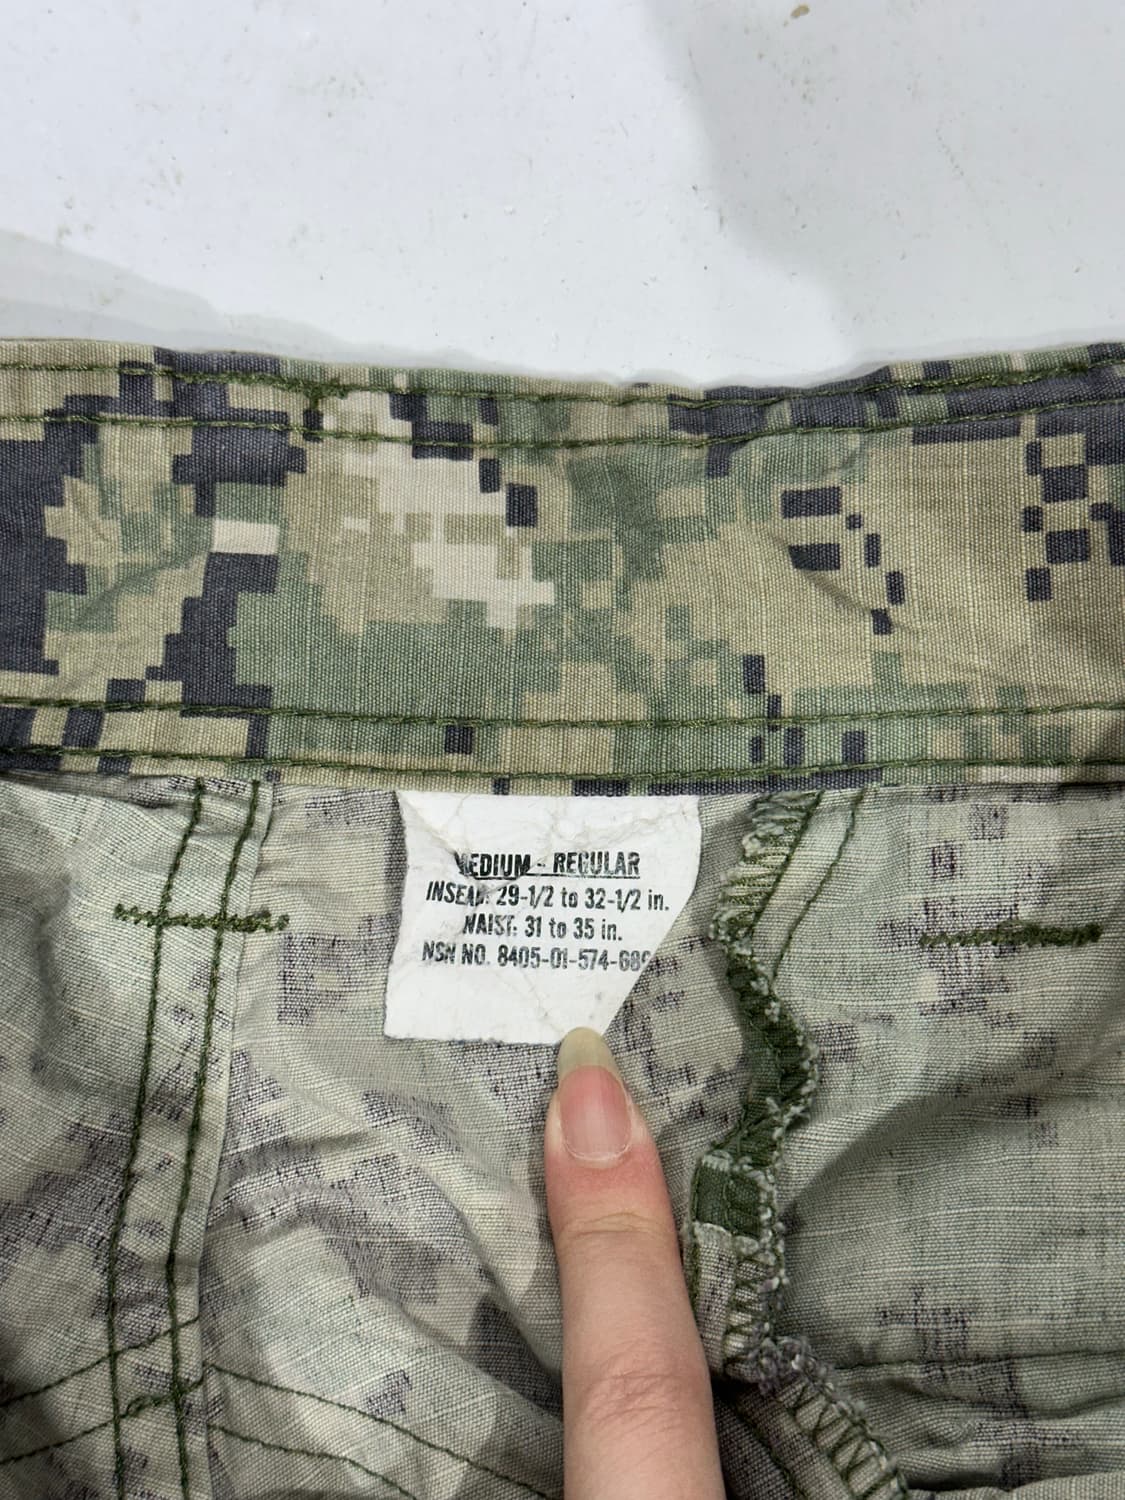 MEDIUM - REGULAR
INSEAM: 29-1/2 to 32-1/2 in.
WAIST: 31 to 35 in.
NSN NO. 8405-01-574-